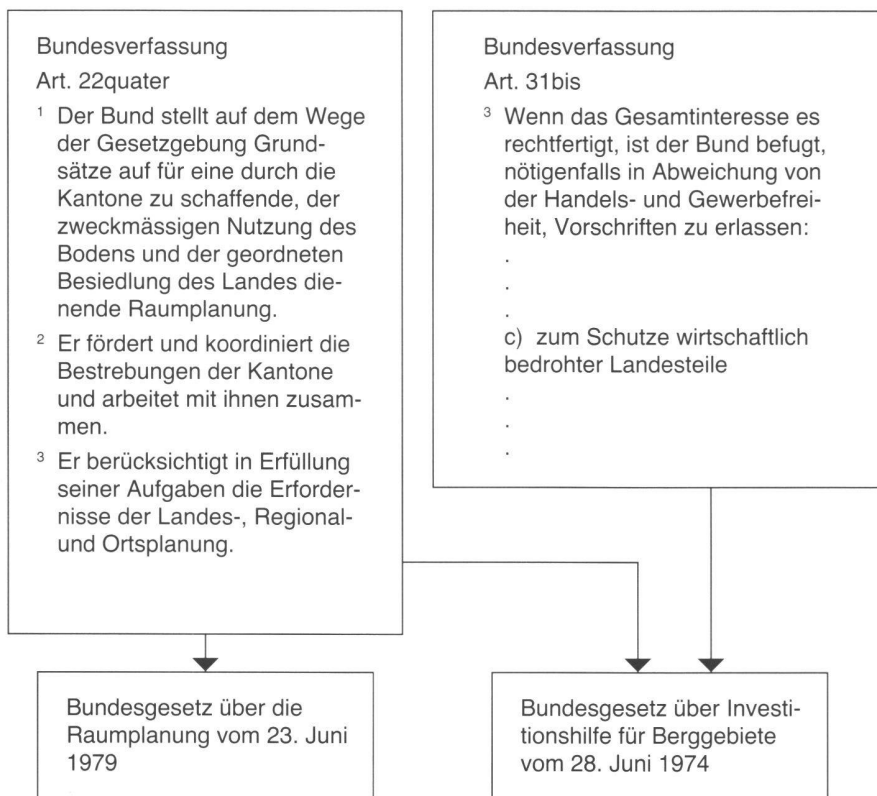 Bundesverfassung
Art. 22quater
1 Der Bund stellt auf dem Wege
der Gesetzgebung Grund-
sätze auf für eine durch die
Kantone zu schaffende, der
zweckmässigen Nutzung des
Bodens und der geordneten
Besiedlung des Landes die-
nende Raumplanung.
2 Er fördert und koordiniert die
Bestrebungen der Kantone
und arbeitet mit ihnen zusam-
men.
3 Er berücksichtigt in Erfüllung
seiner Aufgaben die Erforder-
nisse der Landes-, Regional-
und Ortsplanung.
Bundesverfassung
Art. 31bis
3 Wenn das Gesamtinteresse es
rechtfertigt, ist der Bund befugt,
nötigenfalls in Abweichung von
der Handels- und Gewerbefrei-
heit, Vorschriften zu erlassen:
.
.
.
c) zum Schutze wirtschaftlich
bedrohter Landesteile
.
.
.
Bundesgesetz über die
Raumplanung vom 23. Juni
1979
Bundesgesetz über Investi-
tionshilfe für Berggebiete
vom 28. Juni 1974